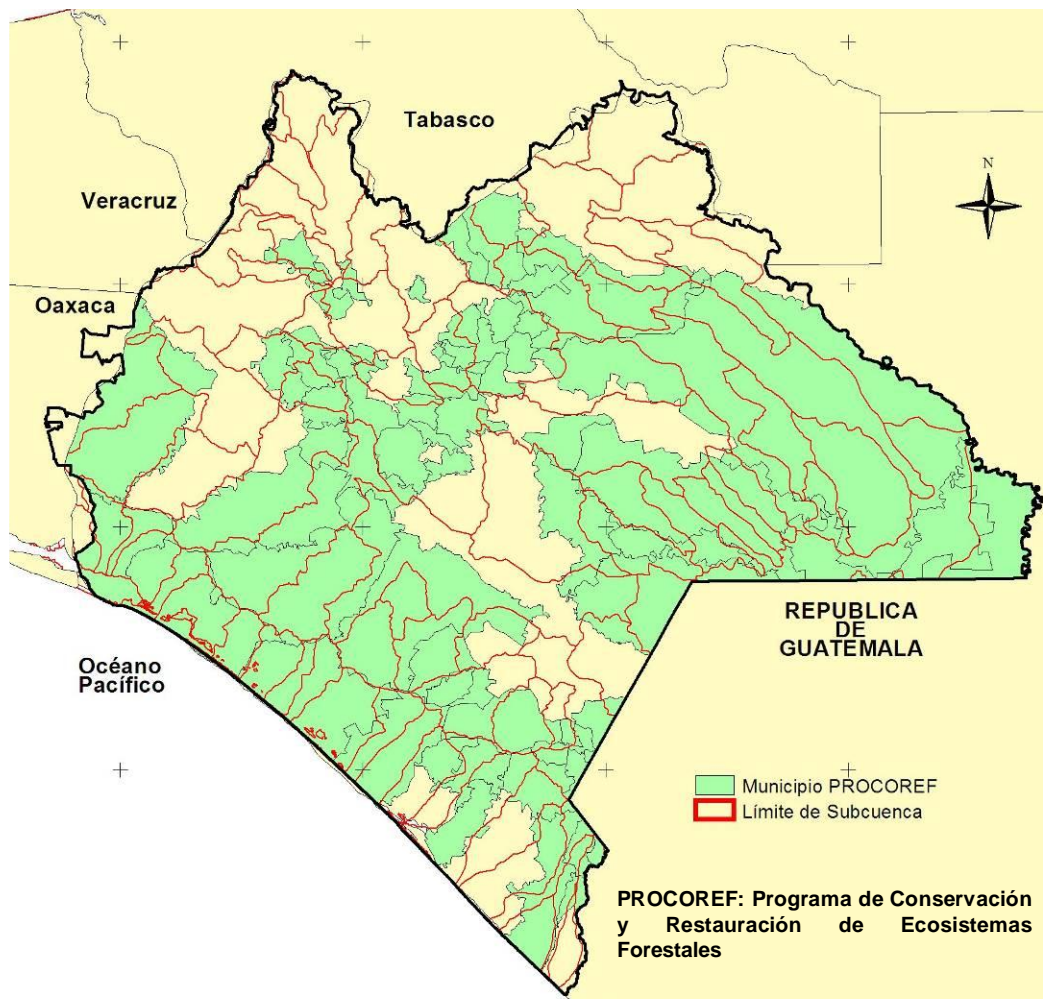 Tabasco
Veracruz
N
Oaxaca
REPUBLICA
DE
GUATEMALA
Océano
Pacífico
Municipio PROCOREF
Límite de Subcuenca
PROCOREF: Programa de Conservación
y Restauración de Ecosistemas
Forestales